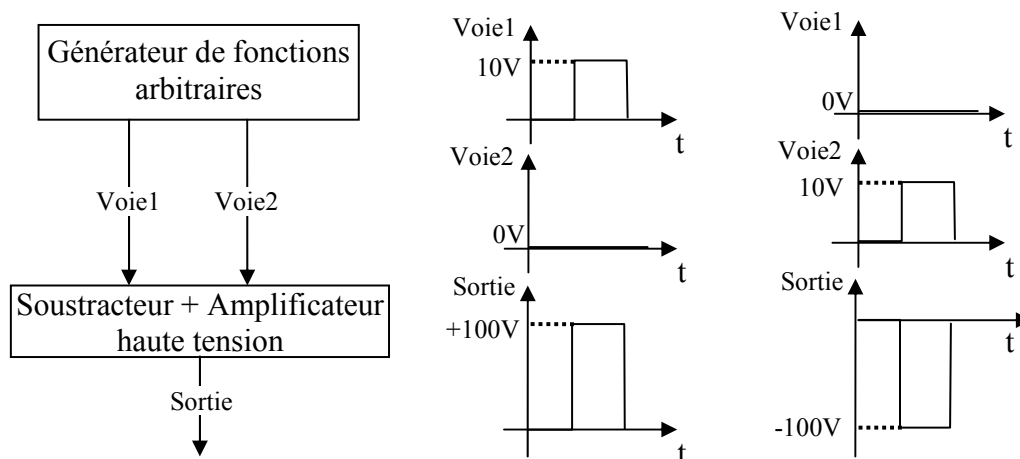 Générateur de fonctions
arbitraires
Voie1
Voie2
Soustracteur + Amplificateur
haute tension
Sortie
Voie1
10V
t
Voie2
0V
t
Sortie
+100V
t
Voie1
0V
t
Voie2
10V
t
Sortie
t
-100V